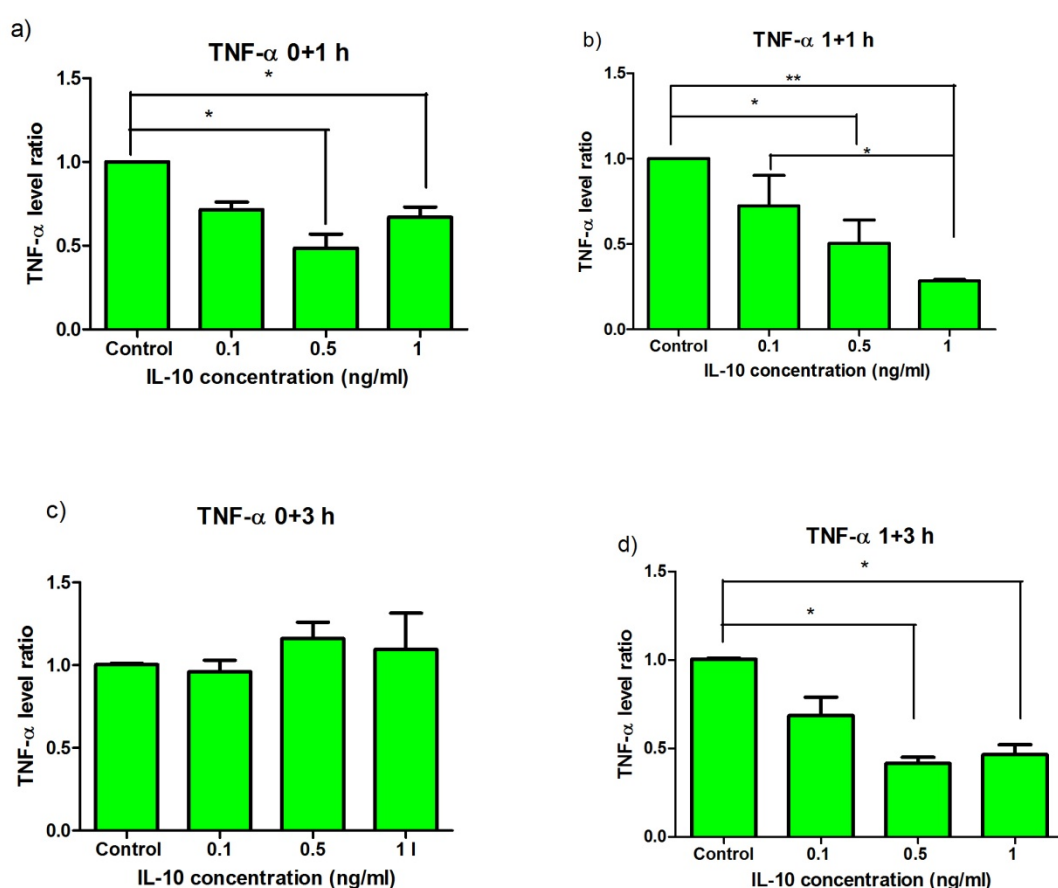 a)
TNF-α 0+1 h
*
*
1.5
1.0
0.5
0.0
TNF-α level ratio
Control 0.1 0.5 1
IL-10 concentration (ng/ml)
b)
TNF-α 1+1 h
**
*
*
1.5
1.0
0.5
0.0
TNF-α level ratio
Control 0.1 0.5 1
IL-10 concentration (ng/ml)
c)
TNF-α 0+3 h
1.5
1.0
0.5
0.0
TNF-α level ratio
Control 0.1 0.5 1 l
IL-10 concentration (ng/ml)
d)
TNF-α 1+3 h
*
*
1.5
1.0
0.5
0.0
TNF-α level ratio
Control 0.1 0.5 1
IL-10 concentration (ng/ml)